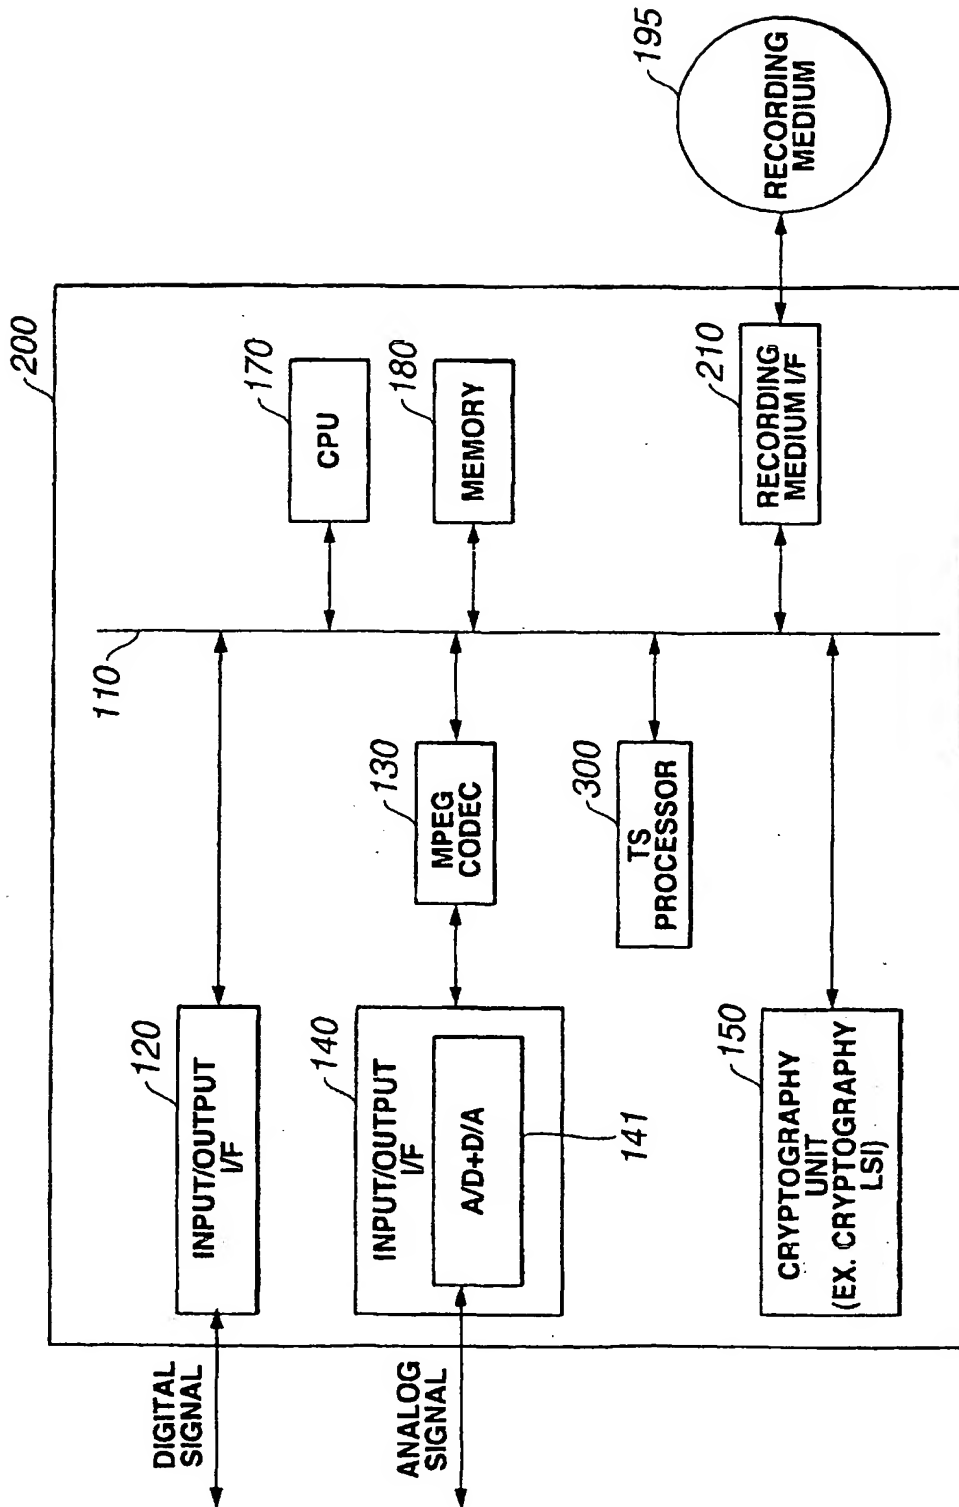 200
DIGITAL
SIGNAL
120
INPUT/OUTPUT
I/F
110
170
CPU
ANALOG
SIGNAL
140
INPUT/OUTPUT
I/F
A/D+D/A
141
130
MPEG
CODEC
180
MEMORY
300
TS
PROCESSOR
150
CRYPTOGRAPHY
UNIT
(EX. CRYPTOGRAPHY
LSI)
210
RECORDING
MEDIUM I/F
195
RECORDING
MEDIUM